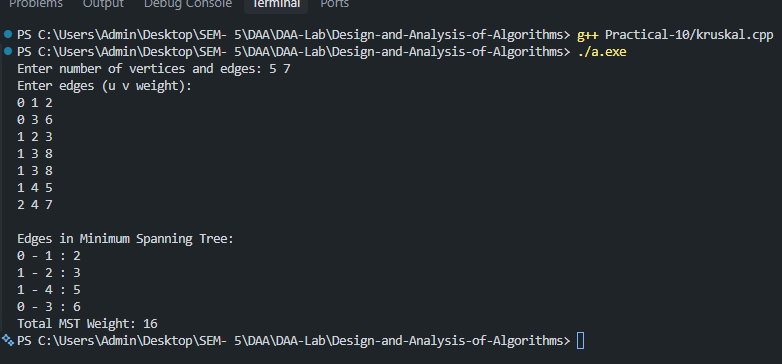 Problems Output Debug Console Terminal Ports
PS C:\Users\Admin\Desktop\SEM- 5\DAA\DAA-Lab\Design-and-Analysis-of-Algorithms> g++ Practical-10/kruskal.cpp
PS C:\Users\Admin\Desktop\SEM- 5\DAA\DAA-Lab\Design-and-Analysis-of-Algorithms> ./a.exe
Enter number of vertices and edges: 5 7
Enter edges (u v weight):
0 1 2
0 3 6
1 2 3
1 3 8
1 3 8
1 4 5
2 4 7
Edges in Minimum Spanning Tree:
0 - 1 : 2
1 - 2 : 3
1 - 4 : 5
0 - 3 : 6
Total MST Weight: 16
PS C:\Users\Admin\Desktop\SEM- 5\DAA\DAA-Lab\Design-and-Analysis-of-Algorithms>